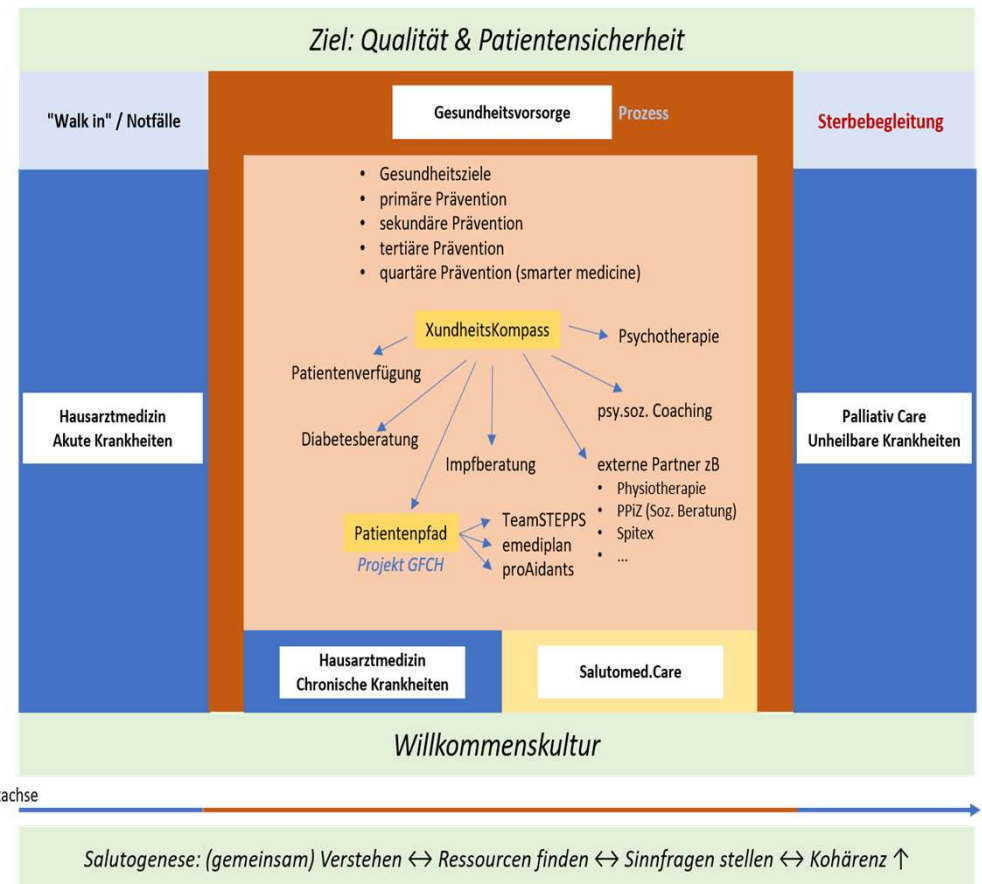 Ziel: Qualität & Patientensicherheit
"Walk in" / Notfälle
Gesundheitsvorsorge
Prozess
Sterbebegleitung
• Gesundheitsziele
• primäre Prävention
• sekundäre Prävention
• tertiäre Prävention
• quartäre Prävention (smarter medicine)
XundheitsKompass
Psychotherapie
Patientenverfügung
psy.soz. Coaching
Hausarztmedizin
Akute Krankheiten
Palliativ Care
Unheilbare Krankheiten
Diabetesberatung
Impfberatung
externe Partner zB
• Physiotherapie
• PPiZ (Soz. Beratung)
• Spitex
• ...
Patientenpfad
Projekt GFCH
TeamSTEPPS
emediplan
proAidants
Hausarztmedizin
Chronische Krankheiten
Salutomed.Care
Willkommenskultur
Salutogenese: (gemeinsam) Verstehen ↔ Ressourcen finden ↔ Sinnfragen stellen ↔ Kohärenz ↑